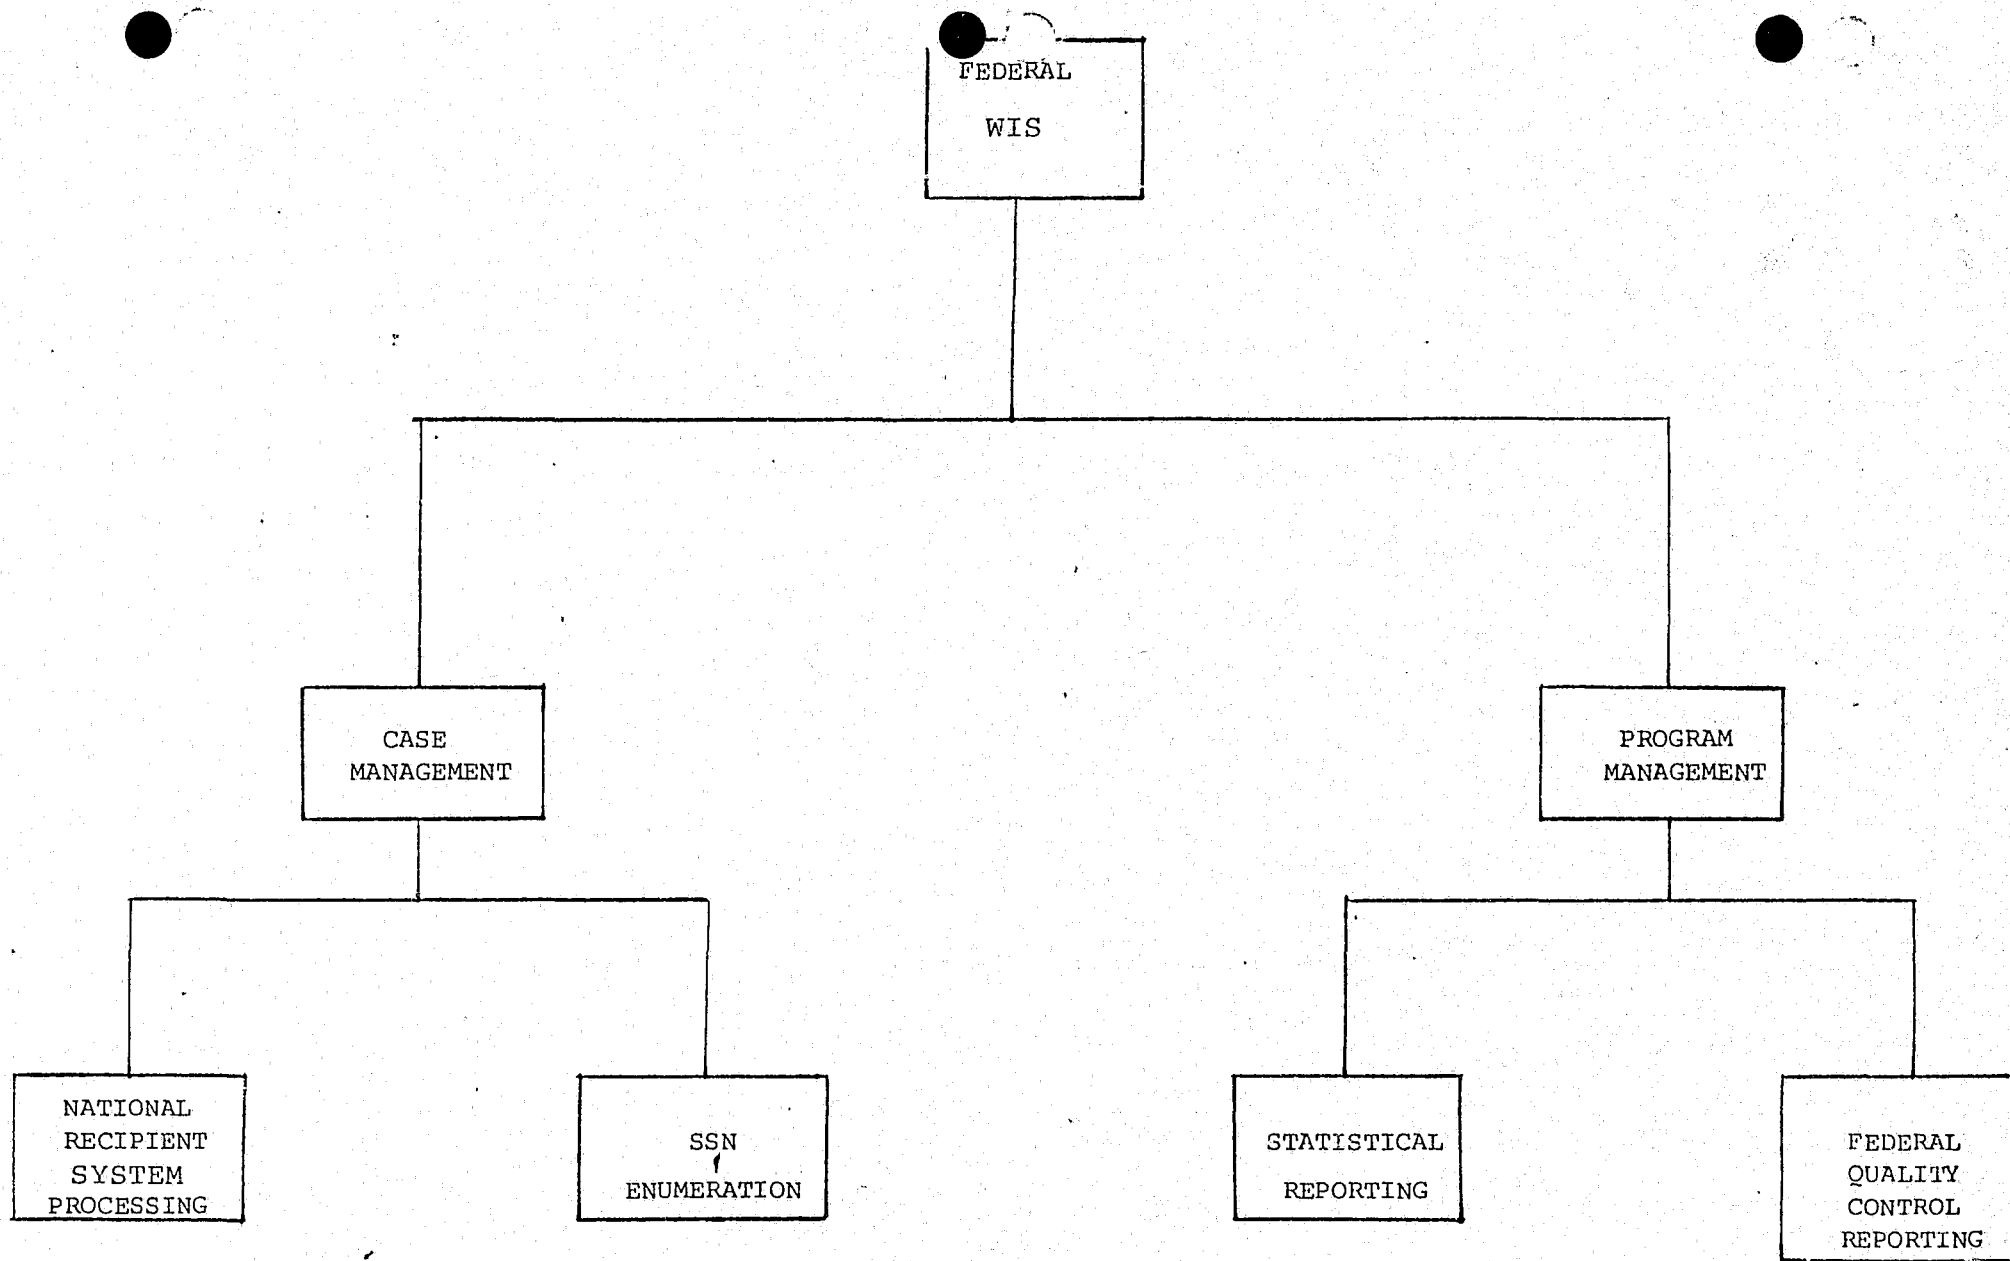 FEDERAL
WIS
CASE
MANAGEMENT
PROGRAM
MANAGEMENT
NATIONAL
RECIPIENT
SYSTEM
PROCESSING
SSN
ENUMERATION
STATISTICAL
REPORTING
FEDERAL
QUALITY
CONTROL
REPORTING